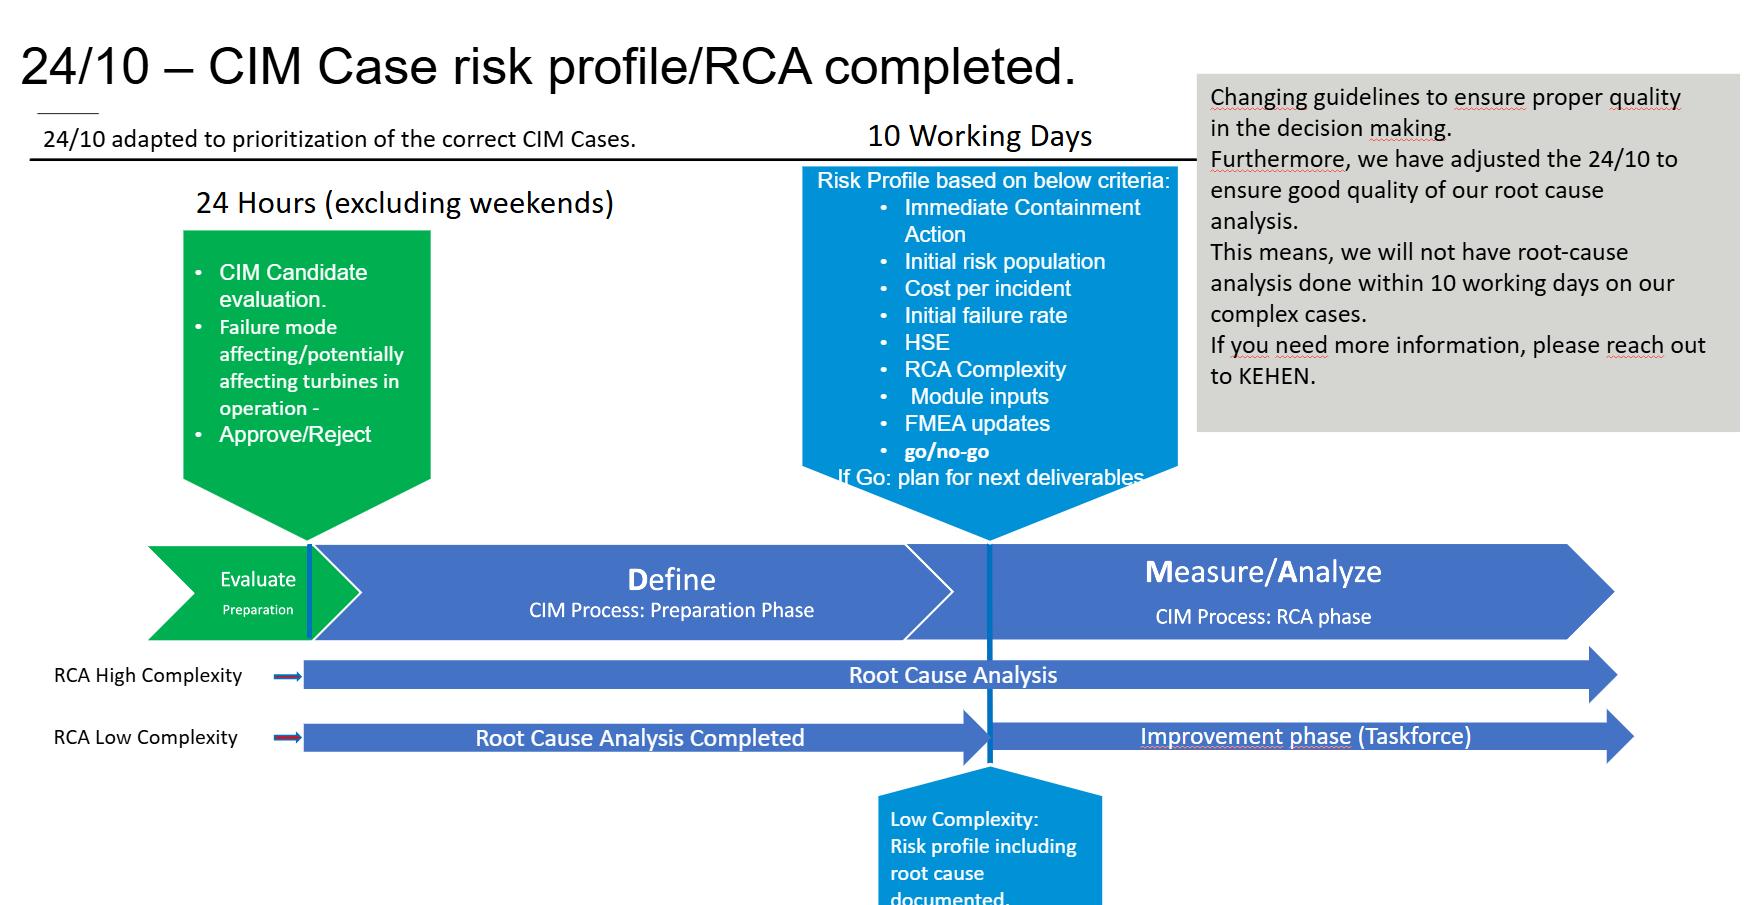 24/10 – CIM Case risk profile/RCA completed.
24/10 adapted to prioritization of the correct CIM Cases.
10 Working Days
24 Hours (excluding weekends)
Changing guidelines to ensure proper quality
in the decision making.
Furthermore, we have adjusted the 24/10 to
ensure good quality of our root cause
analysis.
This means, we will not have root-cause
analysis done within 10 working days on our
complex cases.
If you need more information, please reach out
to KEHEN.
• CIM Candidate
evaluation.
• Failure mode
affecting/potentially
affecting turbines in
operation -
• Approve/Reject
Risk Profile based on below criteria:
• Immediate Containment
Action
• Initial risk population
• Cost per incident
• Initial failure rate
• HSE
• RCA Complexity
• Module inputs
• FMEA updates
• go/no-go
If Go: plan for next deliverables
Evaluate
Preparation
Define
CIM Process: Preparation Phase
Measure/Analyze
CIM Process: RCA phase
RCA High Complexity
Root Cause Analysis
RCA Low Complexity
Root Cause Analysis Completed
Improvement phase (Taskforce)
Low Complexity:
Risk profile including
root cause
documented.